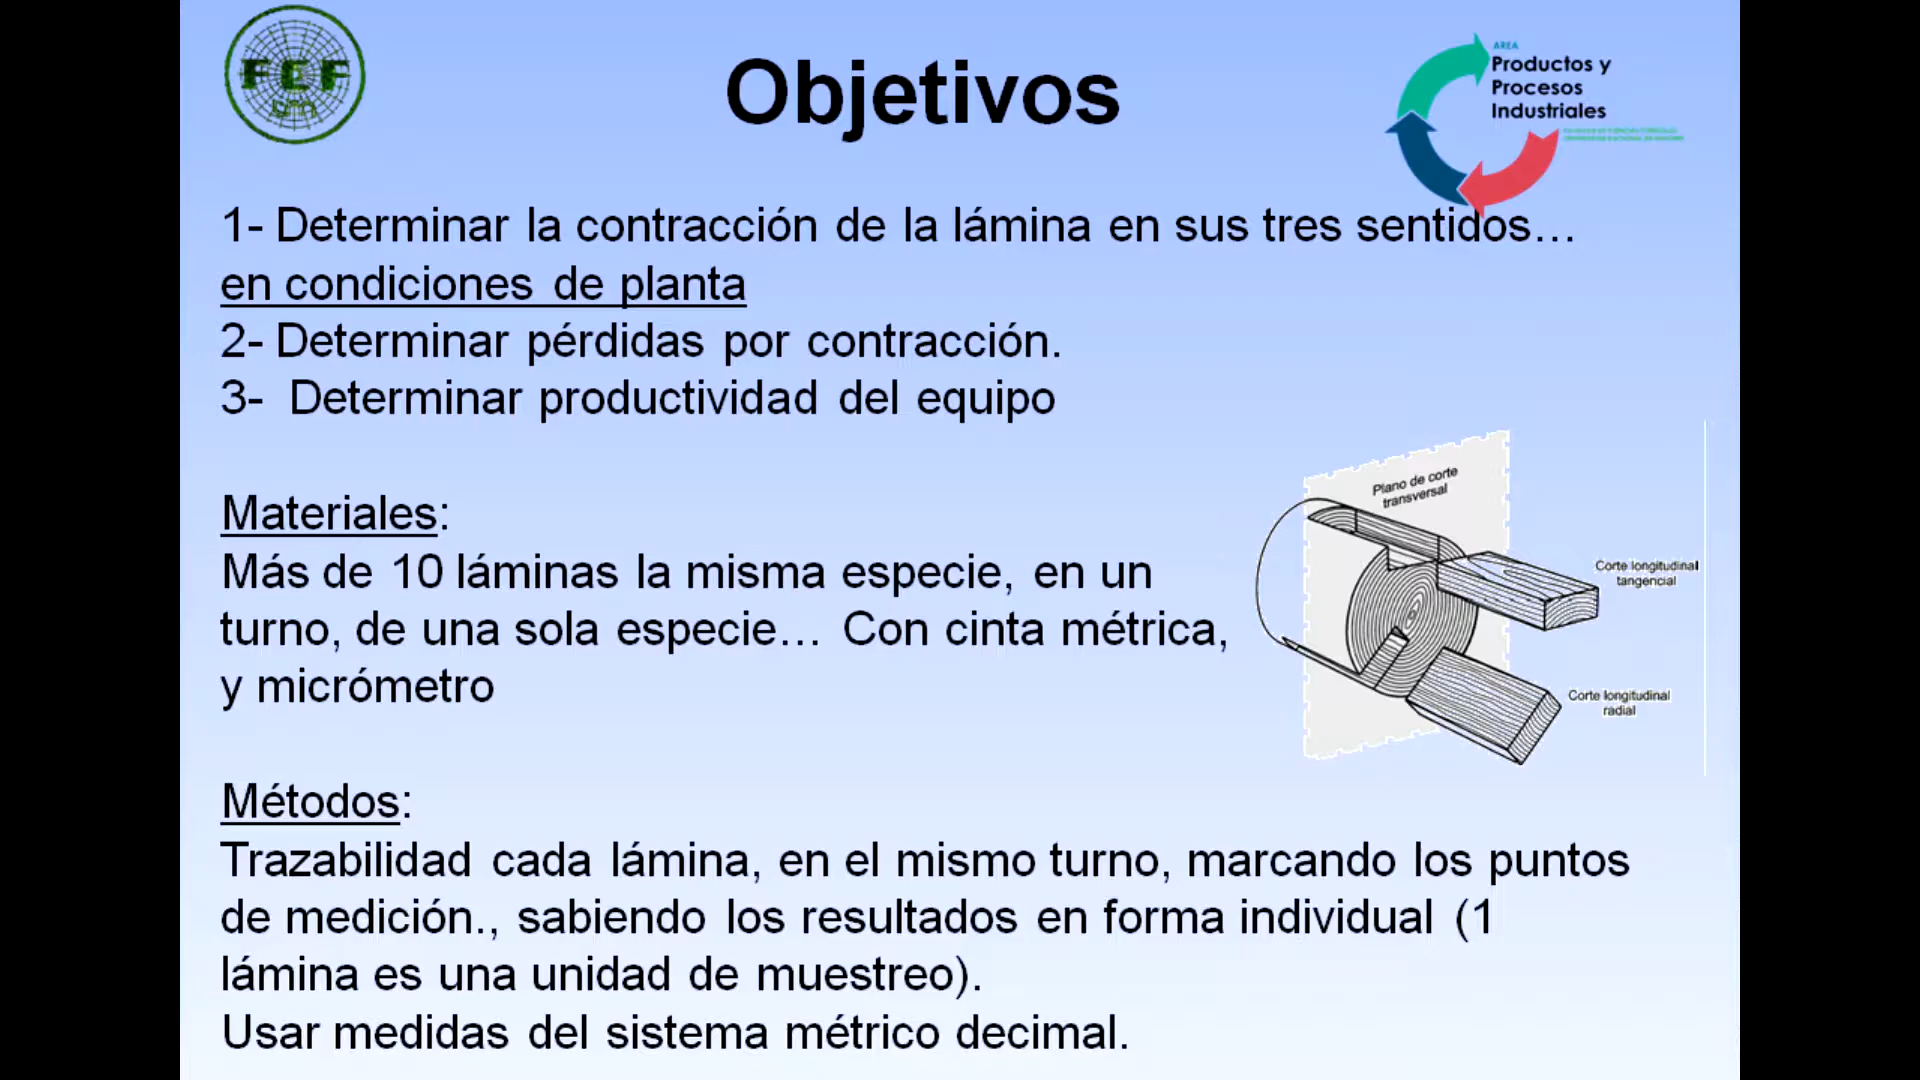 FCF
Objetivos
AREA
Productos y
Procesos
Industriales
1- Determinar la contracción de la lámina en sus tres sentidos…
en condiciones de planta
2- Determinar pérdidas por contracción.
3- Determinar productividad del equipo
Plano de corte
transversal
Corte longitudinal
tangencial
Materiales:
Más de 10 láminas la misma especie, en un
turno, de una sola especie… Con cinta métrica,
y micrómetro
Corte longitudinal
radial
Métodos:
Trazabilidad cada lámina, en el mismo turno, marcando los puntos
de medición., sabiendo los resultados en forma individual (1
lámina es una unidad de muestreo).
Usar medidas del sistema métrico decimal.